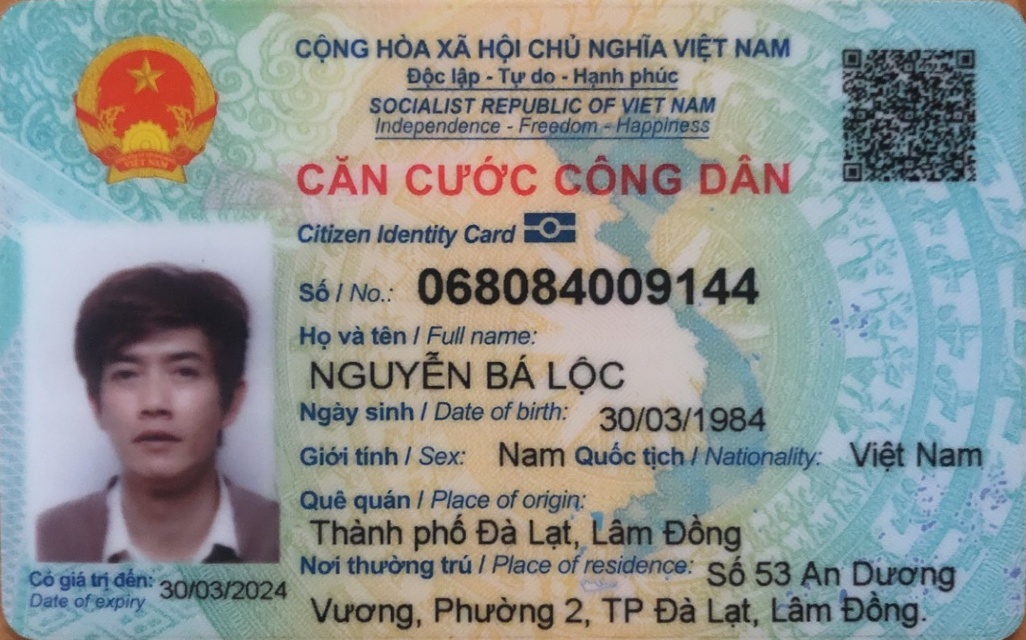 CỘNG HÒA XÃ HỘI CHỦ NGHĨA VIỆT NAM
Độc lập - Tự do - Hạnh phúc
SOCIALIST REPUBLIC OF VIET NAM
Independence - Freedom - Happiness
VIỆT NAM
CĂN CƯỚC CÔNG DÂN
Citizen Identity Card
Số / No.: 068084009144
Họ và tên / Full name:
NGUYỄN BÁ LỘC
Ngày sinh / Date of birth: 30/03/1984
Giới tính / Sex: Nam Quốc tịch / Nationality: Việt Nam
Quê quán / Place of origin:
Thành phố Đà Lạt, Lâm Đồng
Nơi thường trú / Place of residence: Số 53 An Dương
Vương, Phường 2, TP Đà Lạt, Lâm Đồng.
Có giá trị đến: 30/03/2024
Date of expiry